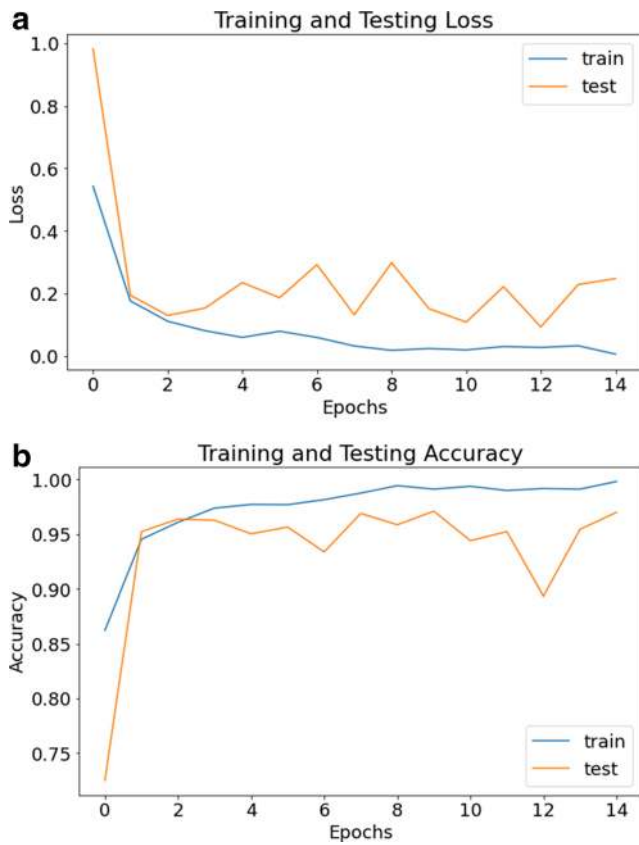 a
Training and Testing Loss
1.0
0.8
0.6
0.4
0.2
0.0
Loss
train
test
0 2 4 6 8 10 12 14
Epochs
b
Training and Testing Accuracy
1.00
0.95
0.90
0.85
0.80
0.75
Accuracy
train
test
0 2 4 6 8 10 12 14
Epochs